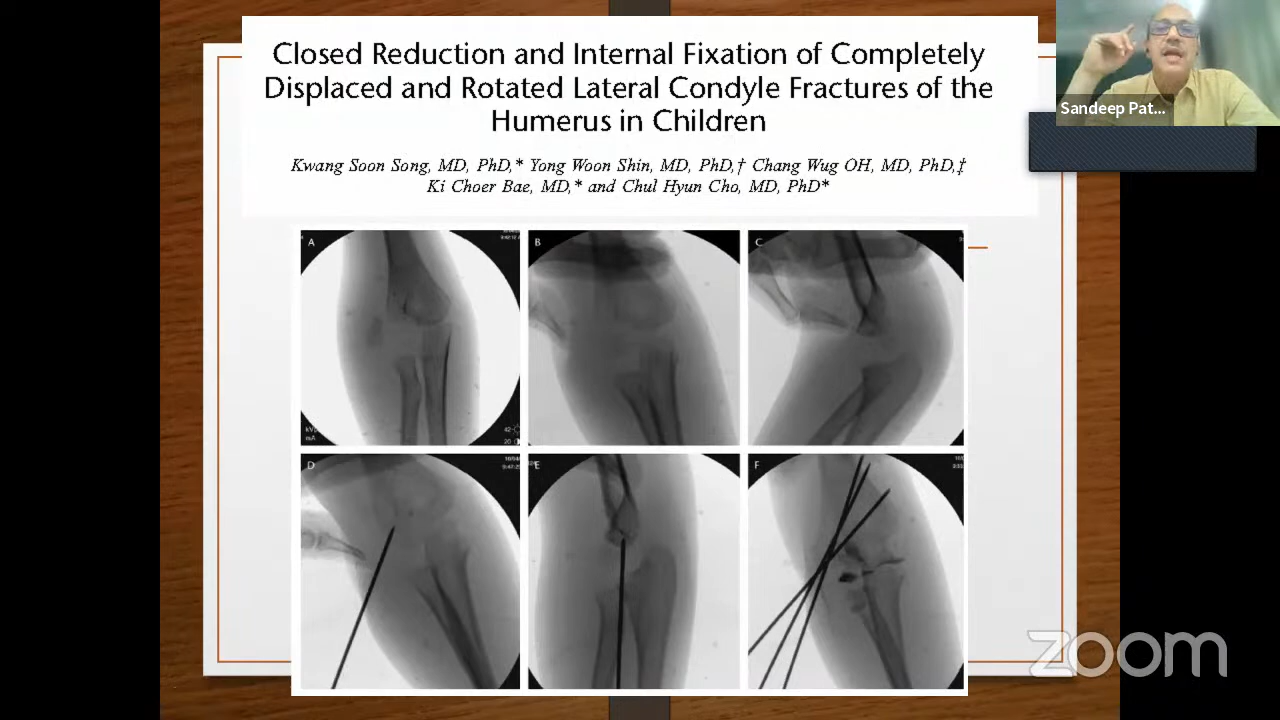 Closed Reduction and Internal Fixation of Completely
Displaced and Rotated Lateral Condyle Fractures of the
Humerus in Children
Kwang Soon Song, MD, PhD,* Yong Woon Shin, MD, PhD,† Chang Wug OH, MD, PhD,‡
Ki Choer Bae, MD,* and Chul Hyun Cho, MD, PhD*
Sandeep Pat...
A
B
C
kVp
mA
D
E
F
zoom